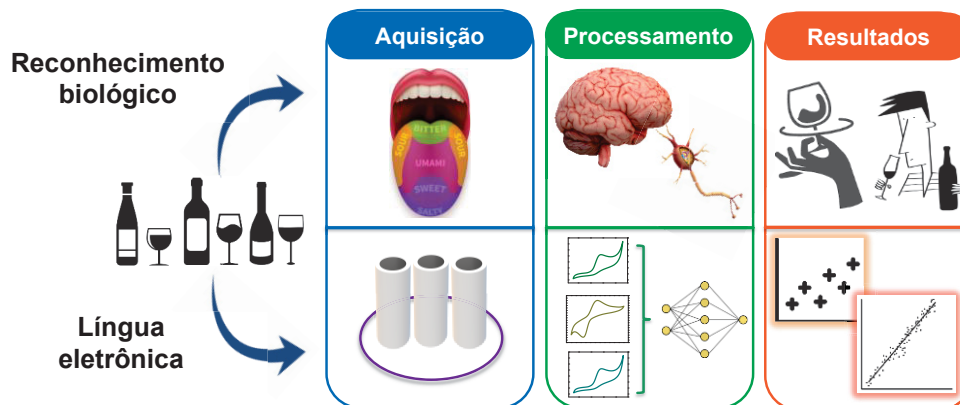 Aquisição
Processamento
Resultados
Reconhecimento
biológico
BITTER
SOUR
SOUR
UMAMI
SWEET
SALTY
Língua
eletrônica